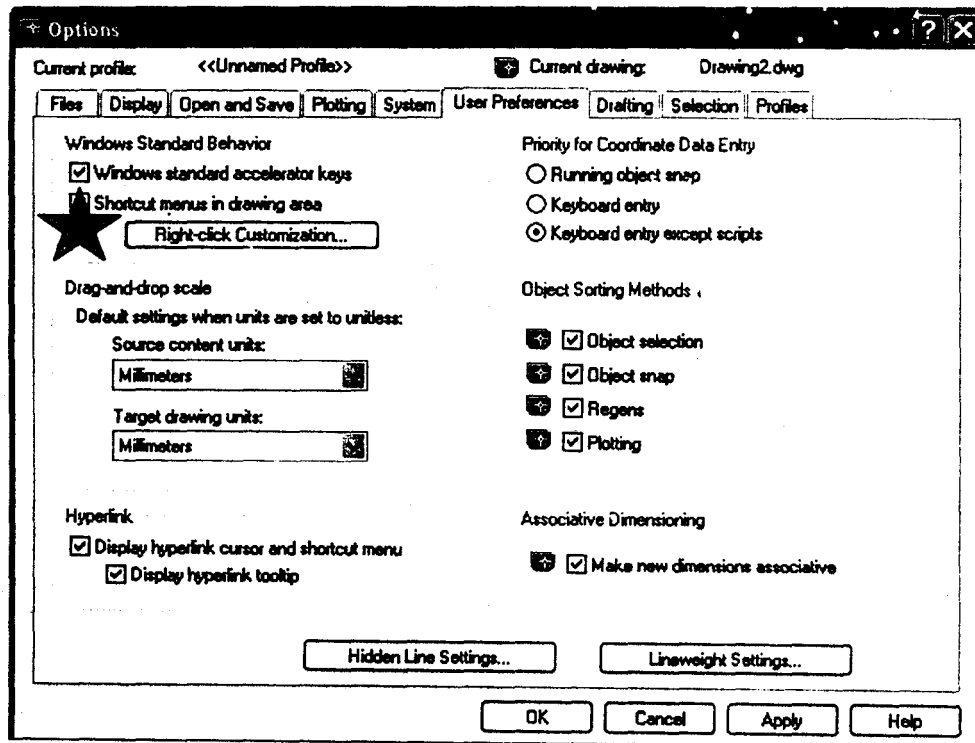 Options
Current profile: <<Unnamed Profile>> Current drawing: Drawing2.dwg
Files Display Open and Save Plotting System User Preferences Drafting Selection Profiles
Windows Standard Behavior
Windows standard accelerator keys
Shortcut menus in drawing area
Right-click Customization...
Priority for Coordinate Data Entry
Running object snap
Keyboard entry
Keyboard entry except scripts
Drag-and-drop scale
Default settings when units are set to unitless:
Source content units:
Millimeters
Target drawing units:
Millimeters
Object Sorting Methods
Object selection
Object snap
Regens
Plotting
Hyperlink
Display hyperlink cursor and shortcut menu
Display hyperlink tooltip
Associative Dimensioning
Make new dimensions associative
Hidden Line Settings... Lineweight Settings...
OK Cancel Apply Help